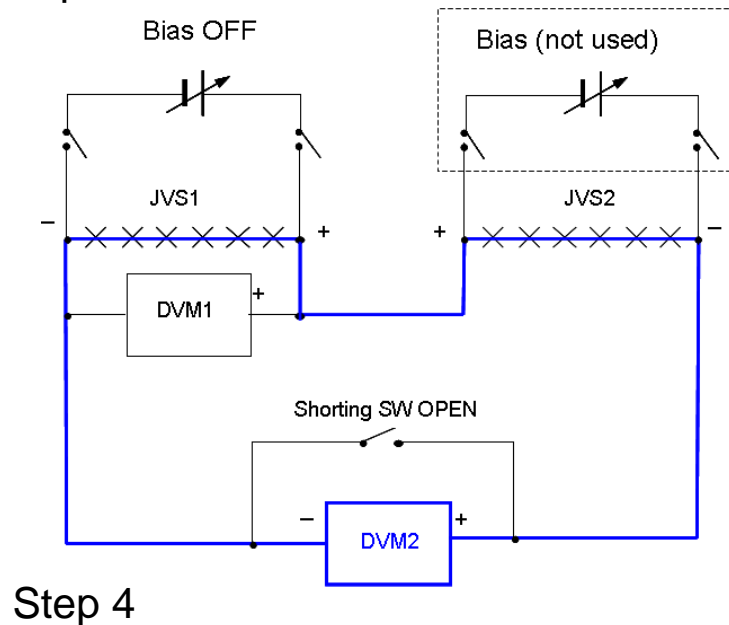 Bias OFF
Bias (not used)
JVS1
JVS2
− + + −
DVM1
+
Shorting SW OPEN
− +
DVM2
Step 4